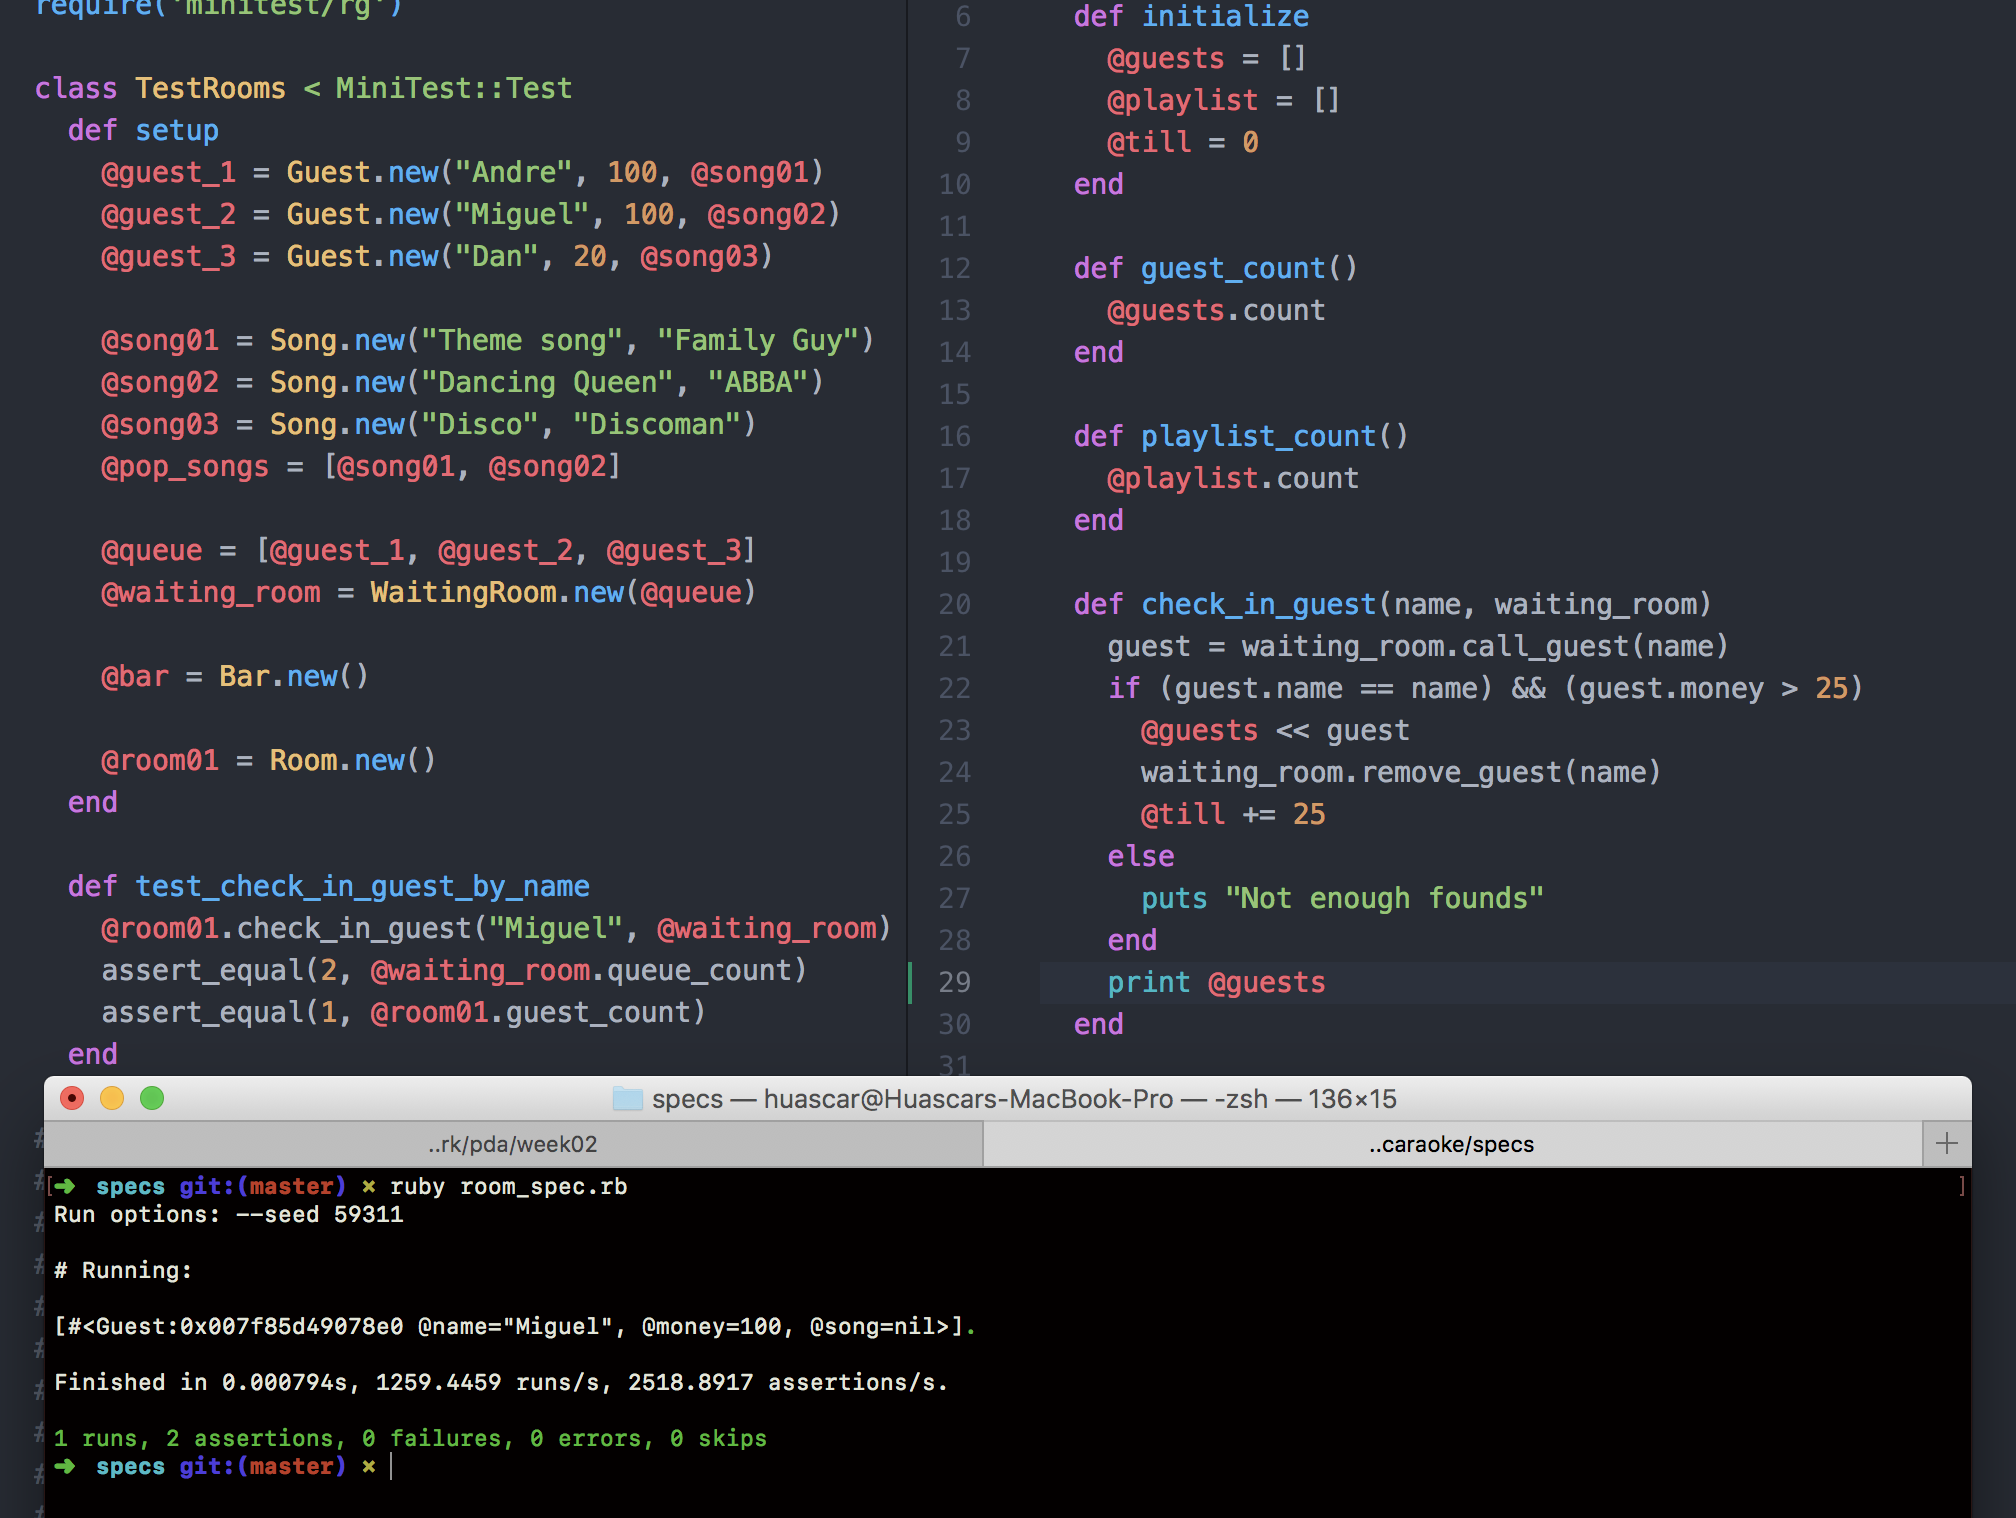 require('minitest/rg')
class TestRooms < MiniTest::Test
def setup
@guest_1 = Guest.new("Andre", 100, @song01)
@guest_2 = Guest.new("Miguel", 100, @song02)
@guest_3 = Guest.new("Dan", 20, @song03)
@song01 = Song.new("Theme song", "Family Guy")
@song02 = Song.new("Dancing Queen", "ABBA")
@song03 = Song.new("Disco", "Discoman")
@pop_songs = [@song01, @song02]
@queue = [@guest_1, @guest_2, @guest_3]
@waiting_room = WaitingRoom.new(@queue)
@bar = Bar.new()
@room01 = Room.new()
end
def test_check_in_guest_by_name
@room01.check_in_guest("Miguel", @waiting_room)
assert_equal(2, @waiting_room.queue_count)
assert_equal(1, @room01.guest_count)
end
6 def initialize
7 @guests = []
8 @playlist = []
9 @till = 0
10 end
11
12 def guest_count()
13 @guests.count
14 end
15
16 def playlist_count()
17 @playlist.count
18 end
19
20 def check_in_guest(name, waiting_room)
21 guest = waiting_room.call_guest(name)
22 if (guest.name == name) && (guest.money > 25)
23 @guests << guest
24 waiting_room.remove_guest(name)
25 @till += 25
26 else
27 puts "Not enough founds"
28 end
29 print @guests
30 end
31
specs — huascar@Huascars-MacBook-Pro — -zsh — 136×15
..rk/pda/week02
..caraoke/specs
[➜ specs git:(master) × ruby room_spec.rb ]
Run options: --seed 59311
# Running:
[#<Guest:0x007f85d49078e0 @name="Miguel", @money=100, @song=nil>].
Finished in 0.000794s, 1259.4459 runs/s, 2518.8917 assertions/s.
1 runs, 2 assertions, 0 failures, 0 errors, 0 skips
➜ specs git:(master) ×